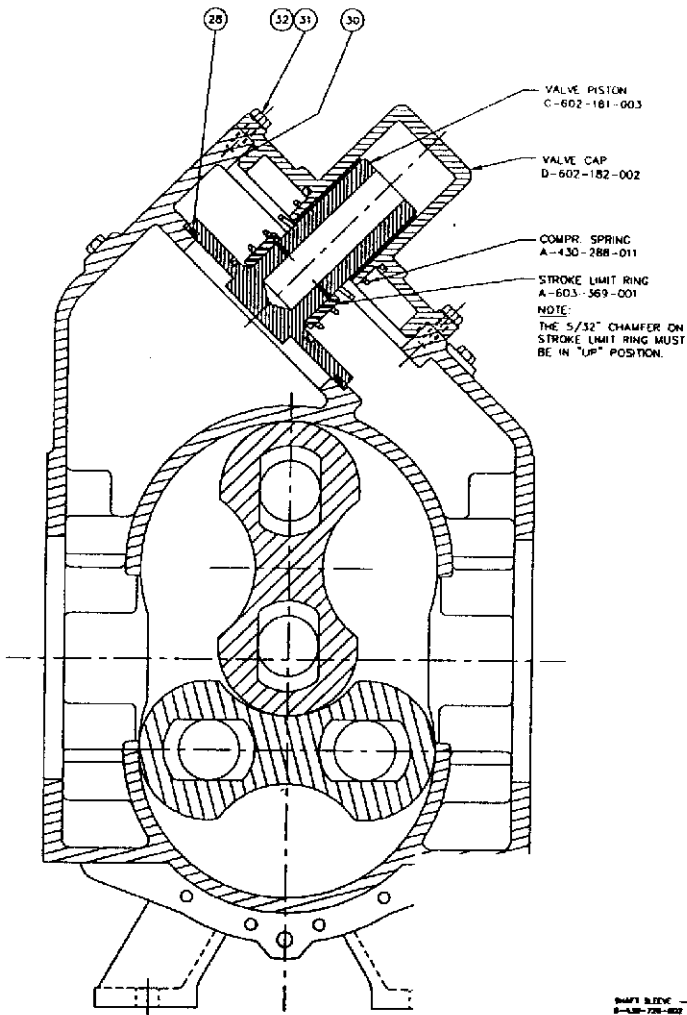 28
32
31
30
VALVE PISTON
C-602-181-003
VALVE CAP
D-602-182-002
COMPR. SPRING
A-430-288-011
STROKE LIMIT RING
A-603-369-001
NOTE:
THE 5/32" CHAMFER ON
STROKE LIMIT RING MUST
BE IN "UP" POSITION.
SHAFT SLEEVE